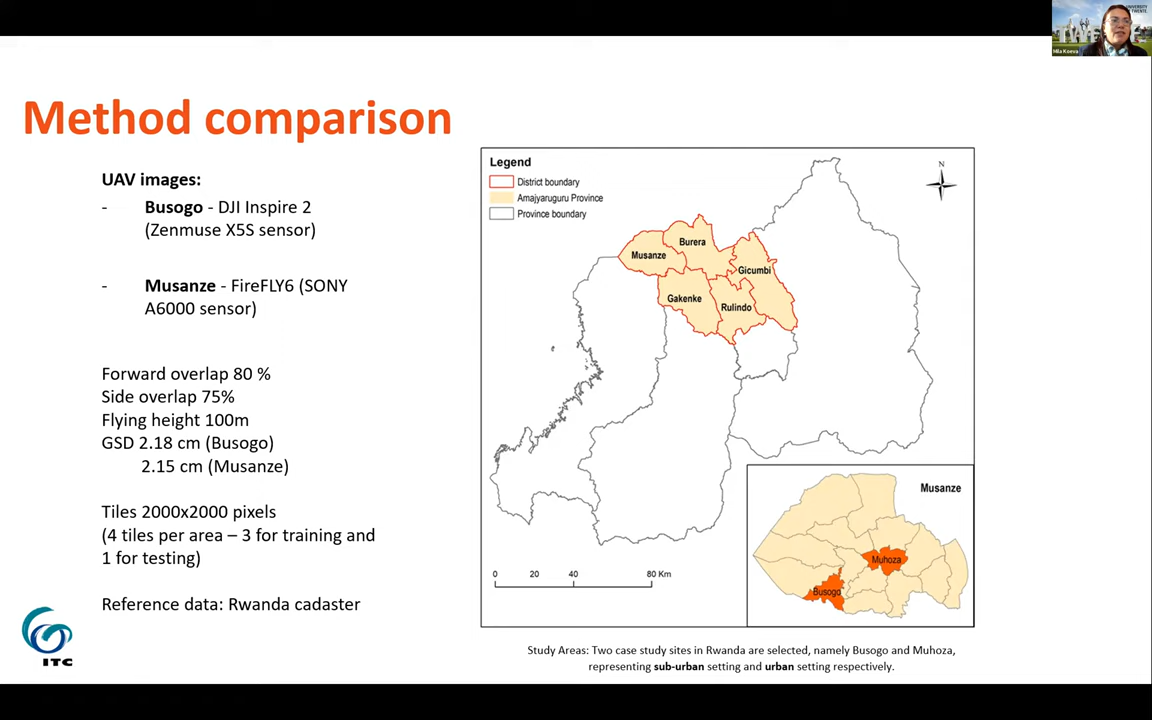 UNIVERSITY
Mila Koeva
Method comparison
UAV images:
- Busogo - DJI Inspire 2
(Zenmuse X5S sensor)
- Musanze - FireFLY6 (SONY
A6000 sensor)
Forward overlap 80 %
Side overlap 75%
Flying height 100m
GSD 2.18 cm (Busogo)
2.15 cm (Musanze)
Tiles 2000x2000 pixels
(4 tiles per area – 3 for training and
1 for testing)
Reference data: Rwanda cadaster
ITC
Legend
District boundary
Amajyaruguru Province
Province boundary
N
Burera
Musanze
Gicumbi
Gakenke
Rulindo
0 20 40 80 Km
Musanze
Muhoza
Busogo
Study Areas: Two case study sites in Rwanda are selected, namely Busogo and Muhoza,
representing sub-urban setting and urban setting respectively.